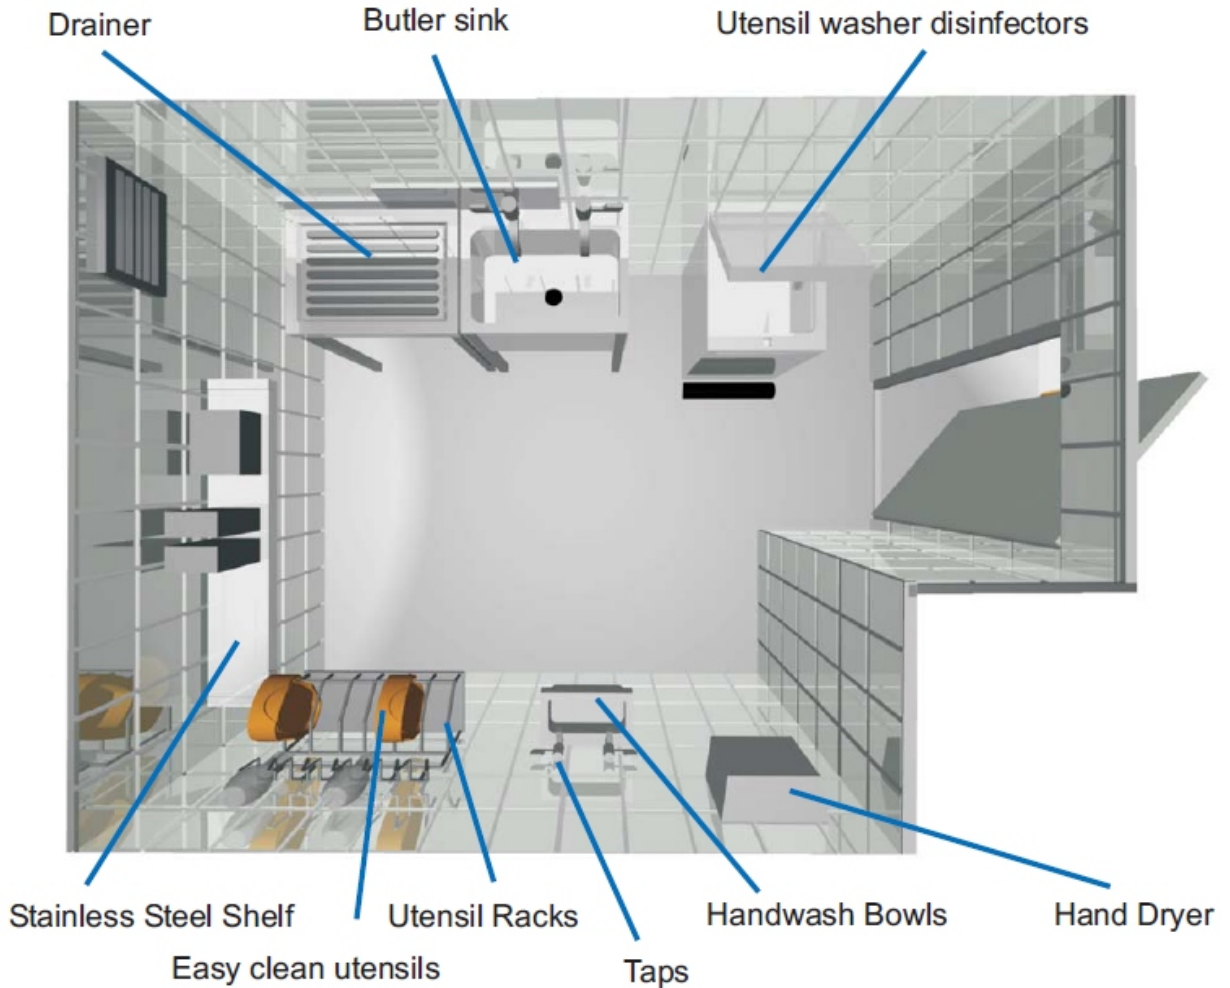 Drainer
Butler sink
Utensil washer disinfectors
Stainless Steel Shelf
Utensil Racks
Handwash Bowls
Hand Dryer
Easy clean utensils
Taps